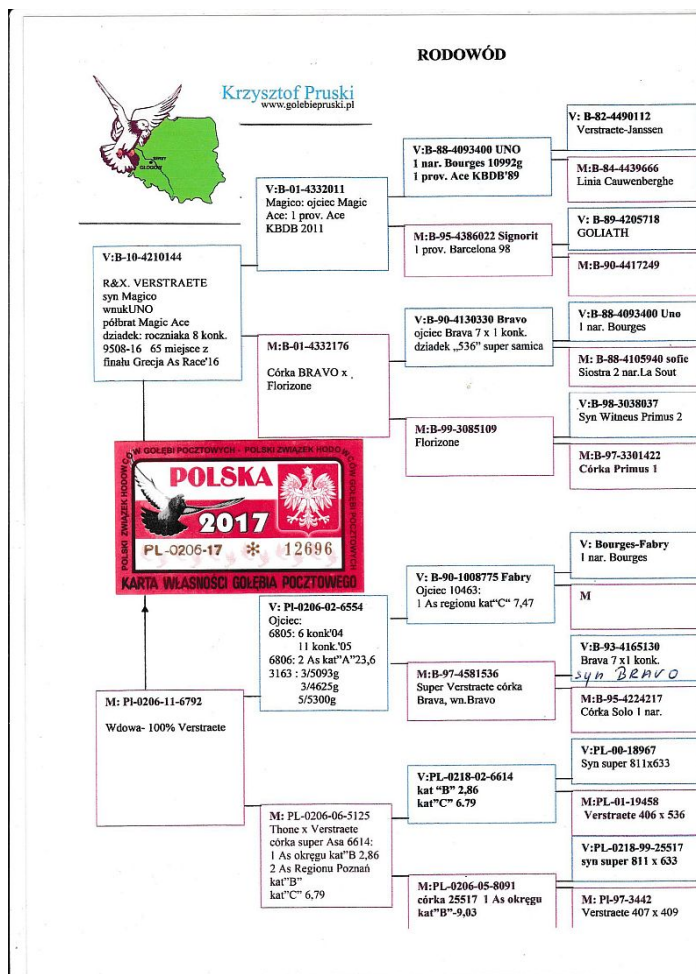 RODOWÓD
Krzysztof Pruski
www.golebiepruski.pl
GŁOGÓW
V:B-10-4210144
R&X. VERSTRAETE
syn Magico
wnukUNO
półbrat Magic Ace
dziadek: roczniaka 8 konk.
9508-16 65 miejsce z
finału Grecja As Race'16
V:B-01-4332011
Magico: ojciec Magic
Ace: 1 prov. Ace
KBDB 2011
M:B-01-4332176
Córka BRAVO x
Florizone
V:B-88-4093400 UNO
1 nar. Bourges 10992g
1 prov. Ace KBDB'89
M:B-95-4386022 Signorit
1 prov. Barcelona 98
V:B-90-4130330 Bravo
ojciec Brava 7 x 1 konk.
dziadek „536" super samica
M:B-99-3085109
Florizone
V: B-82-4490112
Verstraete-Janssen
M:B-84-4439666
Linia Cauwenberghe
V: B-89-4205718
GOLIATH
M:B-90-4417249
V:B-88-4093400 Uno
1 nar. Bourges
M: B-88-4105940 sofie
Siostra 2 nar.La Sout
V:B-98-3038037
Syn Witneus Primus 2
M:B-97-3301422
Córka Primus 1
POLSKI ZWIĄZEK HODOWCÓW GOŁĘBI POCZTOWYCH - POLSKI ZWIĄZEK HODOWCÓW GOŁĘBI POCZTOWYCH
POLSKA
2017
PL-0206-17 * 12696
KARTA WŁASNOŚCI GOŁĘBIA POCZTOWEGO
M: Pl-0206-11-6792
Wdowa- 100% Verstraete
V: Pl-0206-02-6554
Ojciec:
6805: 6 konk'04
11 konk.'05
6806: 2 As kat"A"23,6
3163 : 3/5093g
3/4625g
5/5300g
M: PL-0206-06-5125
Thone x Verstraete
córka super Asa 6614:
1 As okręgu kat"B 2,86
2 As Regionu Poznań
kat"B"
kat"C" 6,79
V: B-90-1008775 Fabry
Ojciec 10463:
1 As regionu kat"C" 7,47
M:B-97-4581536
Super Verstraete córka
Brava, wn.Bravo
V:PL-0218-02-6614
kat "B" 2,86
kat"C" 6.79
M:PL-0206-05-8091
córka 25517 1 As okręgu
kat"B"-9,03
V: Bourges-Fabry
1 nar. Bourges
M
V:B-93-4165130
Brava 7 x1 konk.
syn BRAVO
M:B-95-4224217
Córka Solo 1 nar.
V:PL-00-18967
Syn super 811x633
M:PL-01-19458
Verstraete 406 x 536
V:PL-0218-99-25517
syn super 811 x 633
M: Pl-97-3442
Verstraete 407 x 409